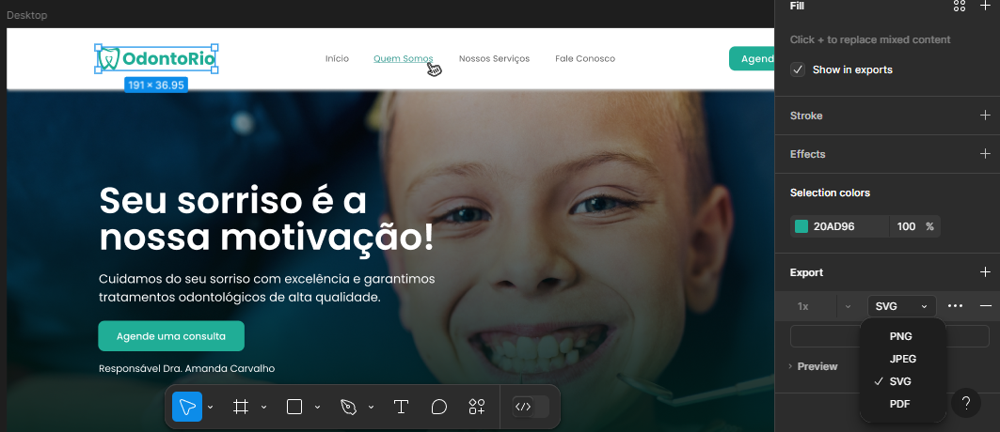 Desktop
OdontoRio
191 × 36.95
Início
Quem Somos
Nossos Serviços
Fale Conosco
Agend
Seu sorriso é a
nossa motivação!
Cuidamos do seu sorriso com excelência e garantimos
tratamentos odontológicos de alta qualidade.
Agende uma consulta
Responsável Dra. Amanda Carvalho
Fill
Click + to replace mixed content
Show in exports
Stroke
Effects
Selection colors
20AD96 100 %
Export
1x SVG
PNG
JPEG
SVG
PDF
Preview
?